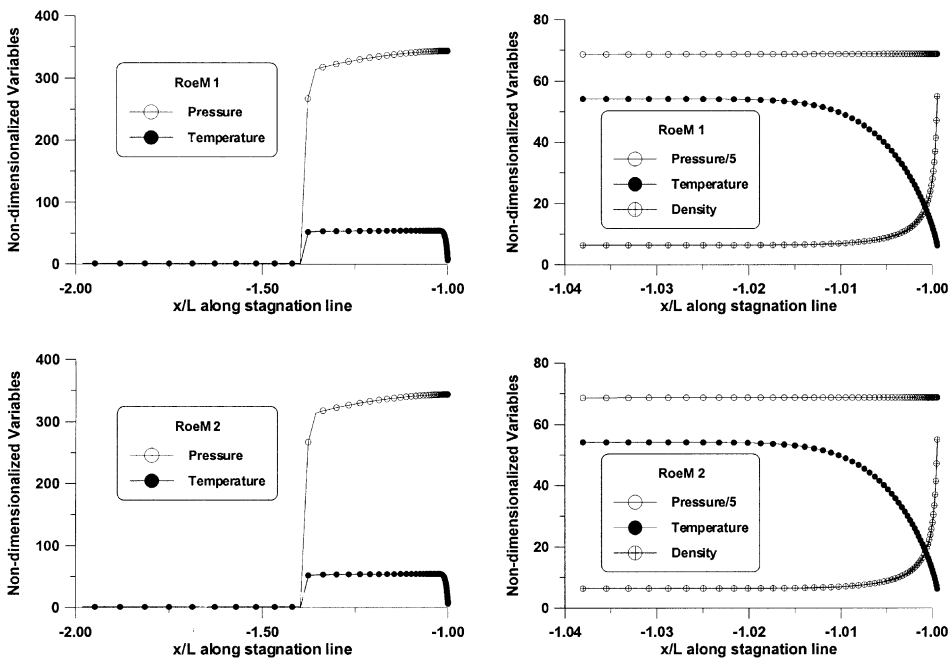 Non-dimensionalized Variables
400
300
200
100
0
RoeM 1
Pressure
Temperature
-2.00
-1.50
-1.00
x/L along stagnation line
Non-dimensionalized Variables
80
60
40
20
0
RoeM 1
Pressure/5
Temperature
Density
-1.04
-1.03
-1.02
-1.01
-1.00
x/L along stagnation line
Non-dimensionalized Variables
400
300
200
100
0
RoeM 2
Pressure
Temperature
-2.00
-1.50
-1.00
x/L along stagnation line
Non-dimensionalized Variables
80
60
40
20
0
RoeM 2
Pressure/5
Temperature
Density
-1.04
-1.03
-1.02
-1.01
-1.00
x/L along stagnation line